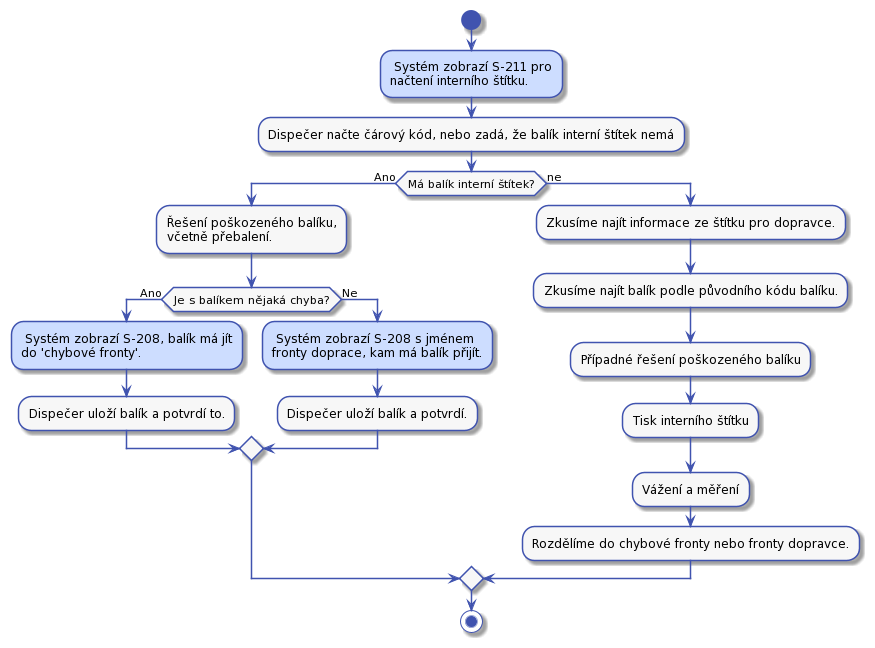 Systém zobrazí S-211 pro
načtení interního štítku.
Dispečer načte čárový kód, nebo zadá, že balík interní štítek nemá
Má balík interní štítek?
Ano
ne
Řešení poškozeného balíku,
včetně přebalení.
Je s balíkem nějaká chyba?
Ano
Ne
Systém zobrazí S-208, balík má jít
do 'chybové fronty'.
Dispečer uloží balík a potvrdí to.
Systém zobrazí S-208 s jménem
fronty doprace, kam má balík přijít.
Dispečer uloží balík a potvrdí.
Zkusíme najít informace ze štítku pro dopravce.
Zkusíme najít balík podle původního kódu balíku.
Případné řešení poškozeného balíku
Tisk interního štítku
Vážení a měření
Rozdělíme do chybové fronty nebo fronty dopravce.